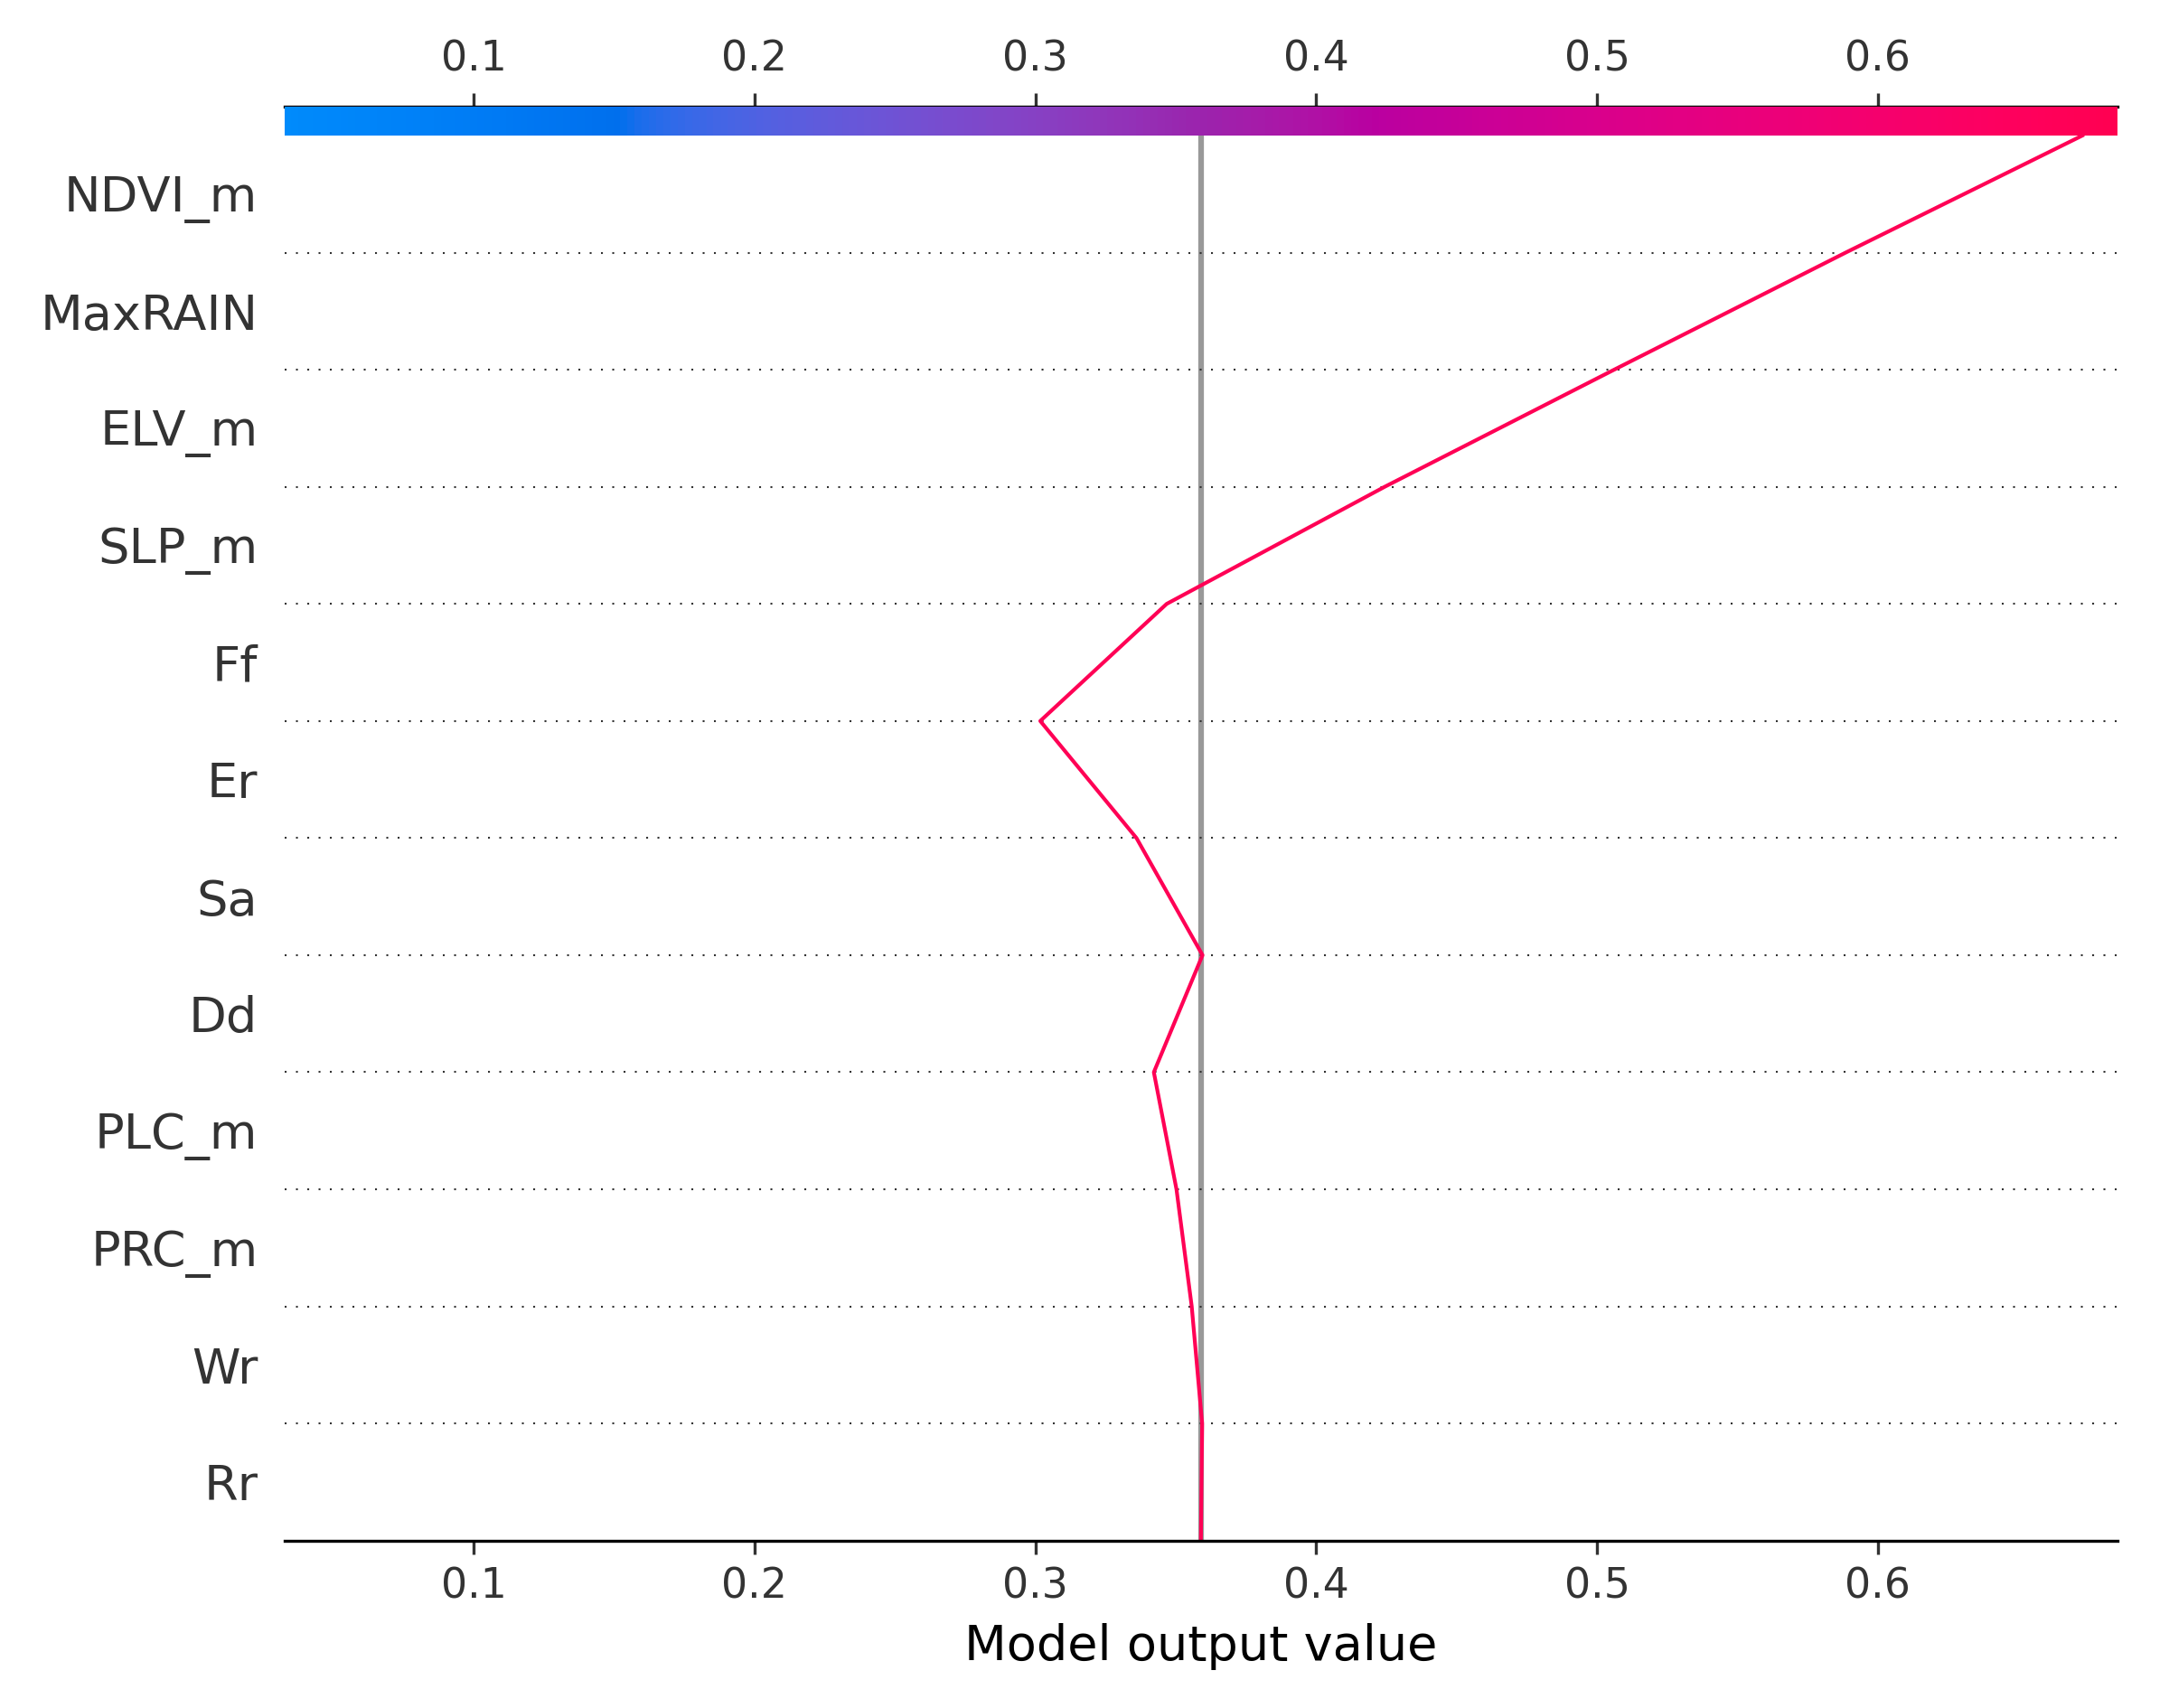 0.1 0.2 0.3 0.4 0.5 0.6
NDVI_m
MaxRAIN
ELV_m
SLP_m
Ff
Er
Sa
Dd
PLC_m
PRC_m
Wr
Rr
0.1 0.2 0.3 0.4 0.5 0.6
Model output value